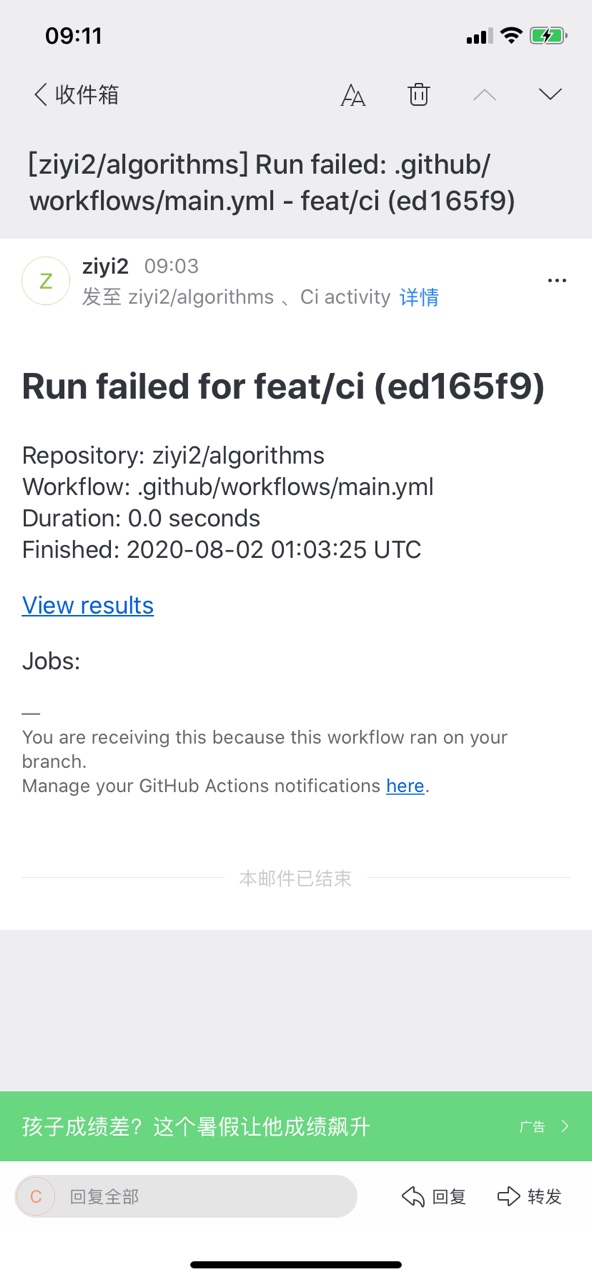 09:11
收件箱
[ziyi2/algorithms] Run failed: .github/
workflows/main.yml - feat/ci (ed165f9)
Z
ziyi2 09:03
发至 ziyi2/algorithms 、Ci activity 详情
Run failed for feat/ci (ed165f9)
Repository: ziyi2/algorithms
Workflow: .github/workflows/main.yml
Duration: 0.0 seconds
Finished: 2020-08-02 01:03:25 UTC
View results
Jobs:
—
You are receiving this because this workflow ran on your
branch.
Manage your GitHub Actions notifications here.
本邮件已结束
孩子成绩差？这个暑假让他成绩飙升 广告
C 回复全部 回复 转发